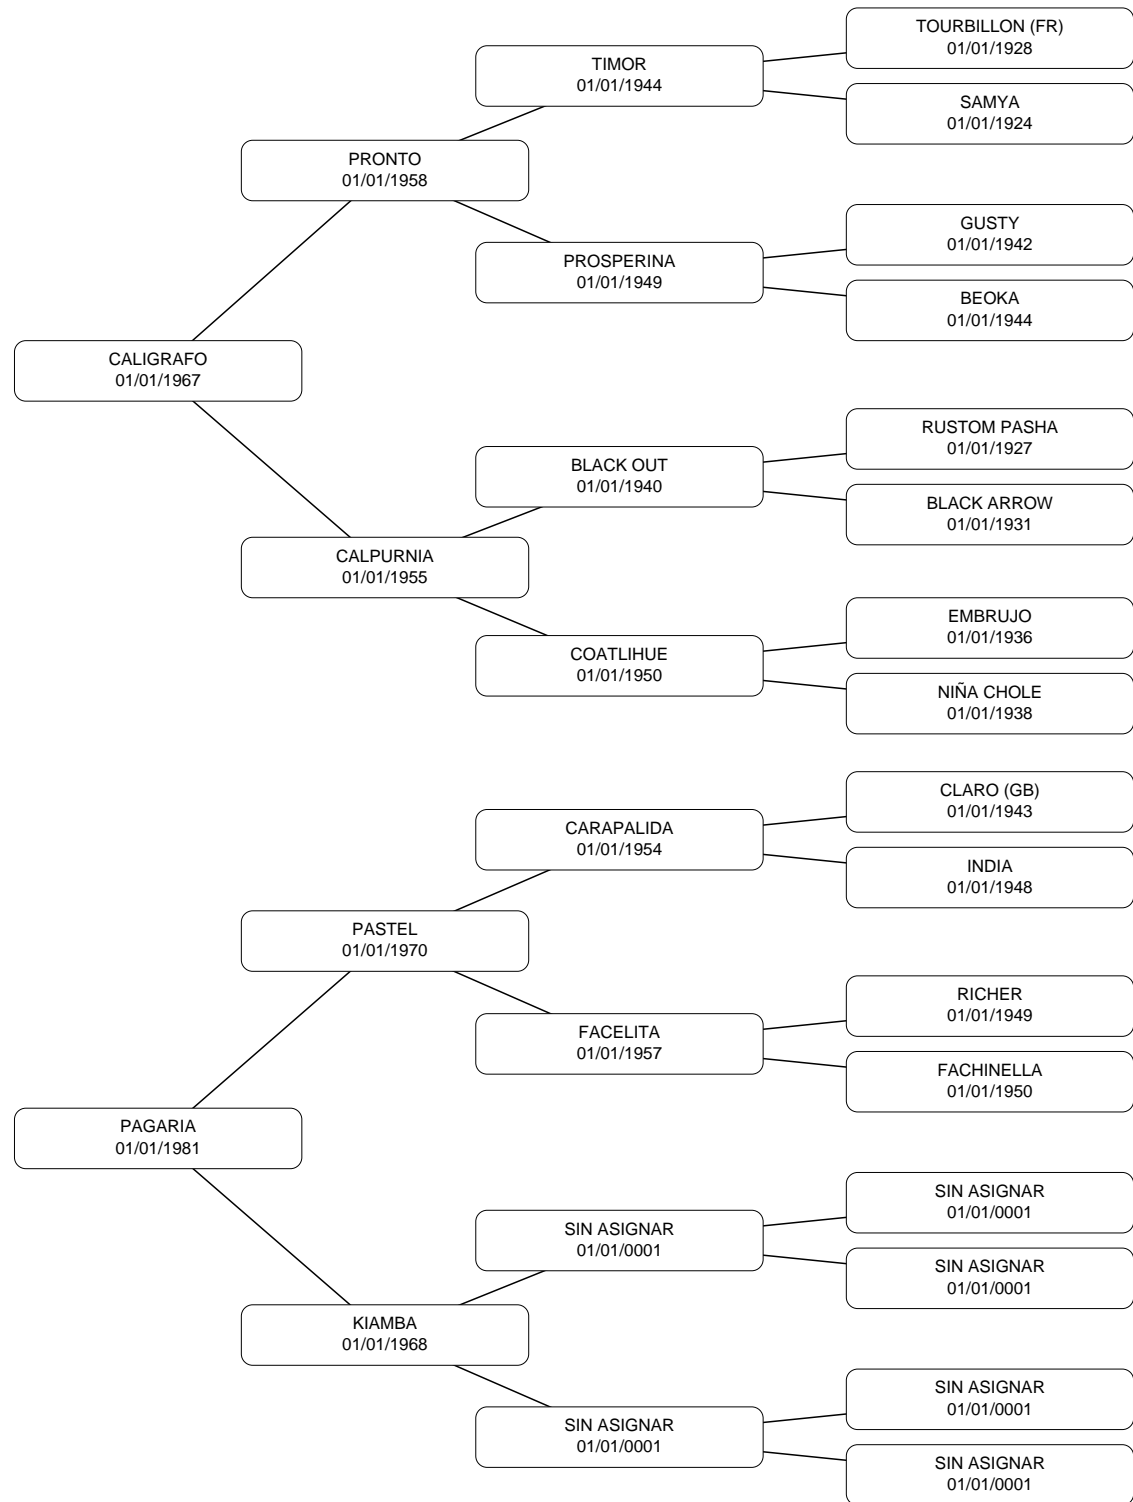 TOURBILLON (FR)
01/01/1928
TIMOR
01/01/1944
SAMYA
01/01/1924
PRONTO
01/01/1958
GUSTY
01/01/1942
PROSPERINA
01/01/1949
BEOKA
01/01/1944
CALIGRAFO
01/01/1967
RUSTOM PASHA
01/01/1927
BLACK OUT
01/01/1940
BLACK ARROW
01/01/1931
CALPURNIA
01/01/1955
EMBRUJO
01/01/1936
COATLIHUE
01/01/1950
NIÑA CHOLE
01/01/1938
CLARO (GB)
01/01/1943
CARAPALIDA
01/01/1954
INDIA
01/01/1948
PASTEL
01/01/1970
RICHER
01/01/1949
FACELITA
01/01/1957
FACHINELLA
01/01/1950
PAGARIA
01/01/1981
SIN ASIGNAR
01/01/0001
SIN ASIGNAR
01/01/0001
SIN ASIGNAR
01/01/0001
KIAMBA
01/01/1968
SIN ASIGNAR
01/01/0001
SIN ASIGNAR
01/01/0001
SIN ASIGNAR
01/01/0001